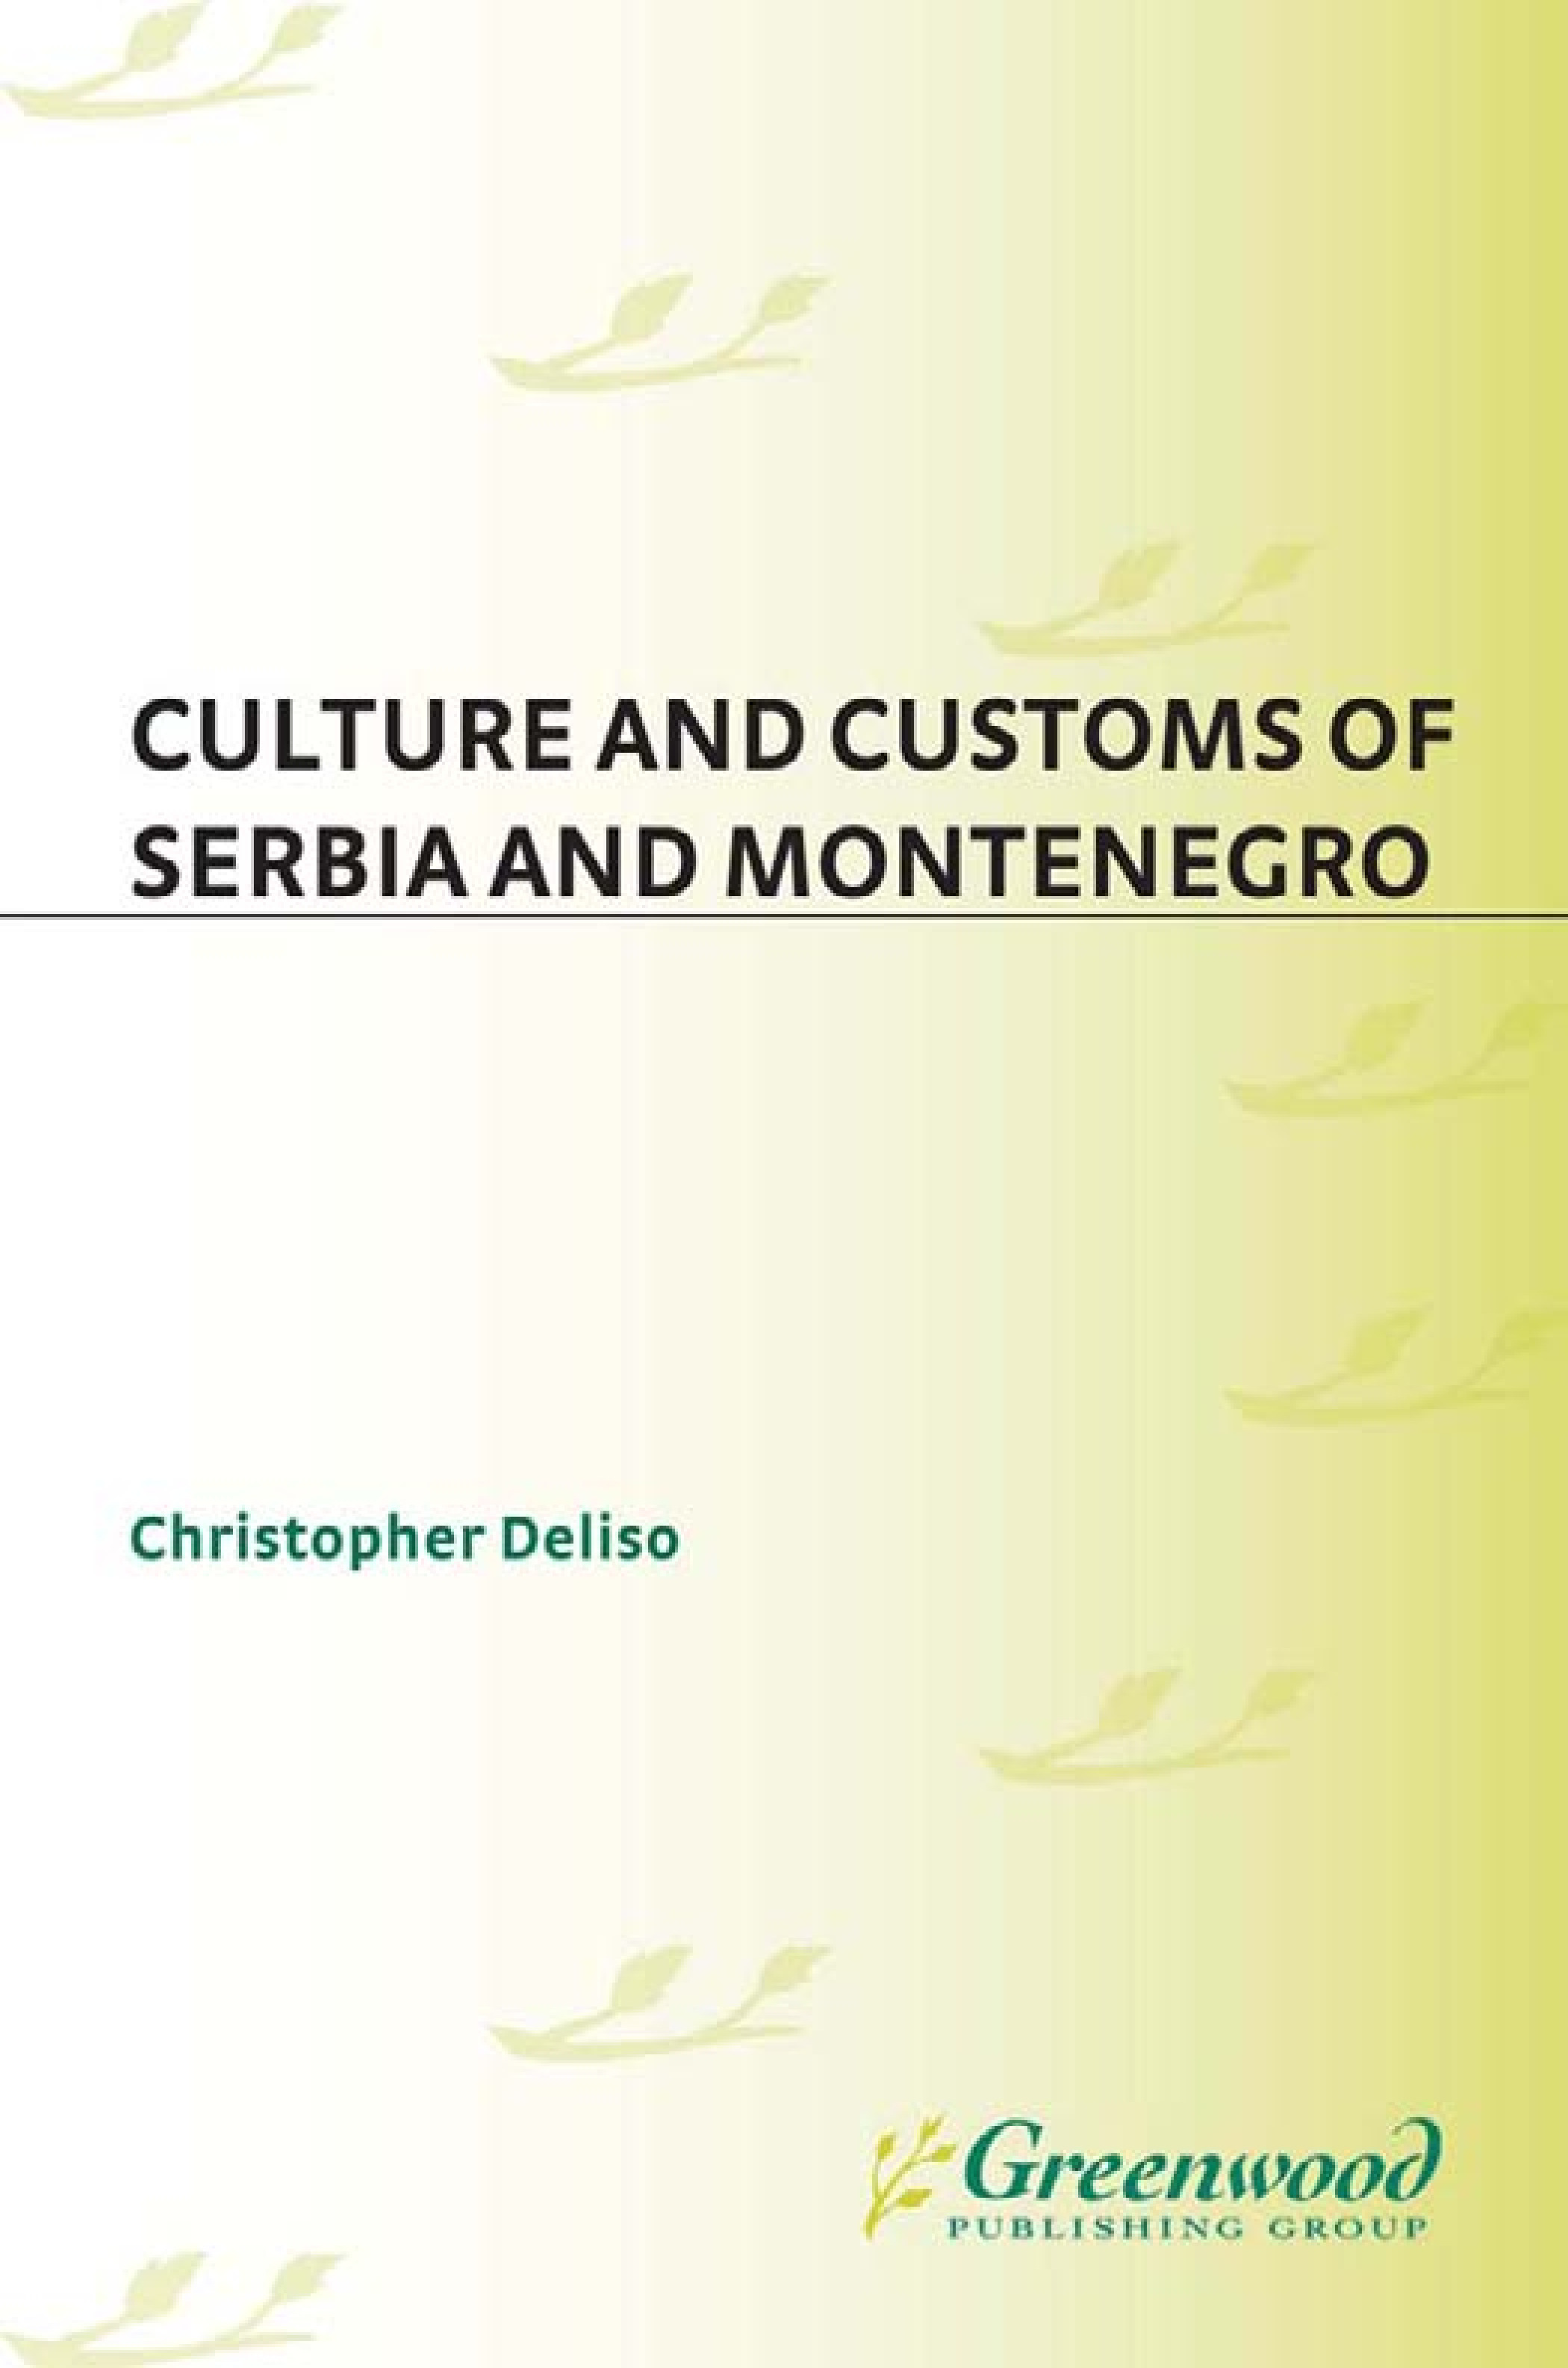 CULTURE AND CUSTOMS OF
SERBIA AND MONTENEGRO
Christopher Deliso
Greenwood
PUBLISHING GROUP